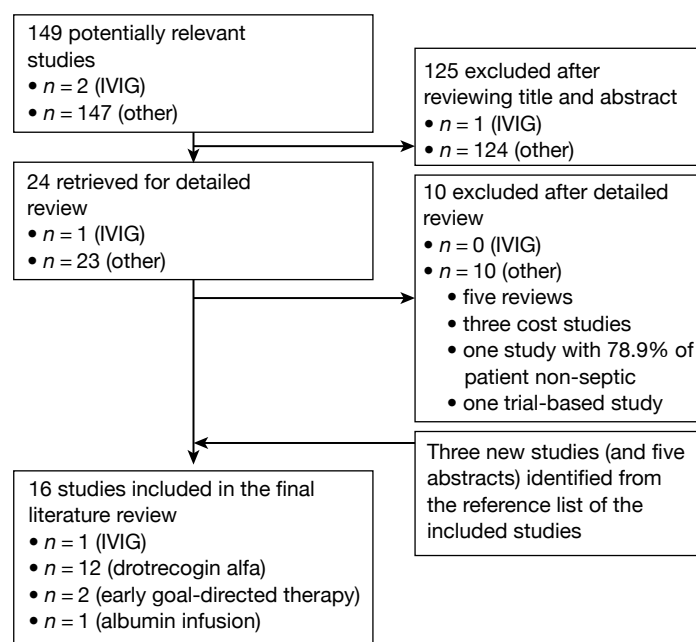 149 potentially relevant
studies
• n = 2 (IVIG)
• n = 147 (other)
125 excluded after
reviewing title and abstract
• n = 1 (IVIG)
• n = 124 (other)
24 retrieved for detailed
review
• n = 1 (IVIG)
• n = 23 (other)
10 excluded after detailed
review
• n = 0 (IVIG)
• n = 10 (other)
• five reviews
• three cost studies
• one study with 78.9% of
patient non-septic
• one trial-based study
Three new studies (and five
abstracts) identified from
the reference list of the
included studies
16 studies included in the final
literature review
• n = 1 (IVIG)
• n = 12 (drotrecogin alfa)
• n = 2 (early goal-directed therapy)
• n = 1 (albumin infusion)